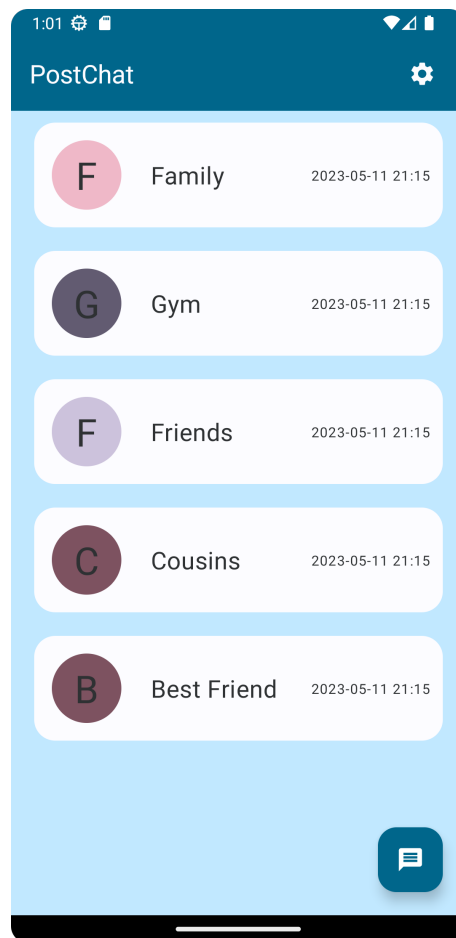 1:01
PostChat
F Family 2023-05-11 21:15
G Gym 2023-05-11 21:15
F Friends 2023-05-11 21:15
C Cousins 2023-05-11 21:15
B Best Friend 2023-05-11 21:15